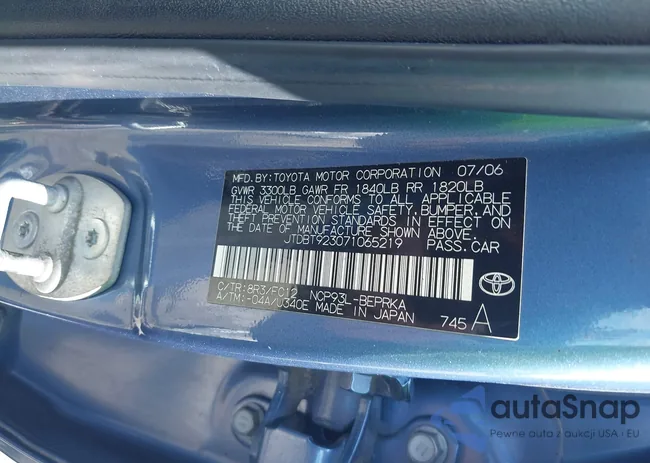 MFD. BY: TOYOTA MOTOR CORPORATION 07/06
GVWR 3300LB GAWR FR 1840LB RR 1820LB
THIS VEHICLE CONFORMS TO ALL APPLICABLE
FEDERAL MOTOR VEHICLE SAFETY, BUMPER, AND
THEFT PREVENTION STANDARDS IN EFFECT ON
THE DATE OF MANUFACTURE SHOWN ABOVE.
JTDBT923071065219 PASS. CAR
C/TR: 8R3/FC12 NCP93L-BEPRKA
A/TM: -04A/U340E MADE IN JAPAN 745 A
autaSnap
Pewne auta z aukcji USA i EU